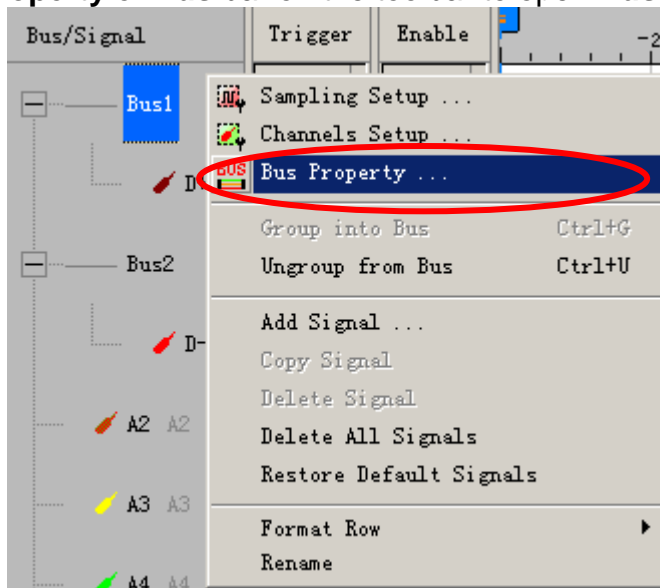 Bus/Signal Trigger Enable
Bus1
Sampling Setup ...
Channels Setup ...
BUS Bus Property ...
Group into Bus Ctrl+G
Bus2 Ungroup from Bus Ctrl+U
Add Signal ...
D-
Copy Signal
Delete Signal
A2 A2 Delete All Signals
Restore Default Signals
A3 A3
Format Row
Rename
A4 A4